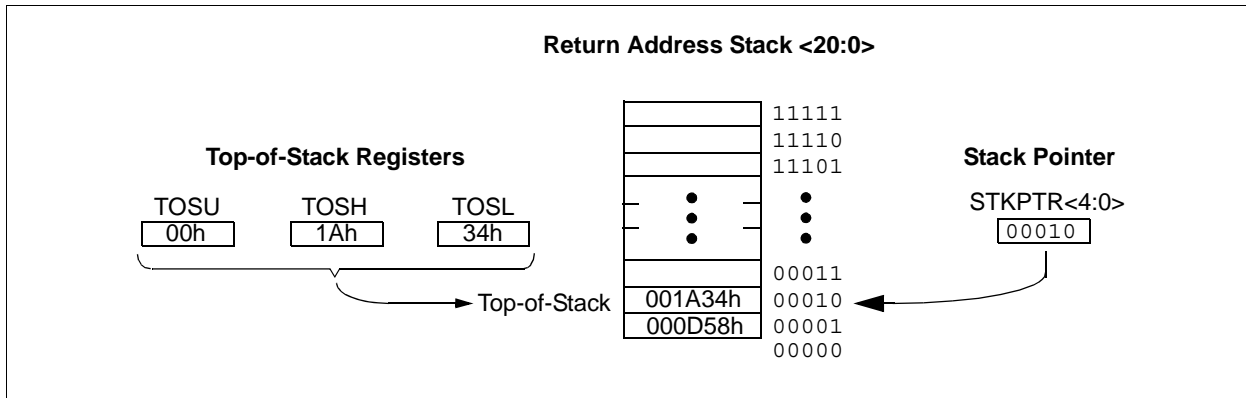 Return Address Stack <20:0>
11111
11110
11101
Top-of-Stack Registers
Stack Pointer
TOSU TOSH TOSL
STKPTR<4:0>
00h 1Ah 34h
00010
00011
Top-of-Stack 001A34h 00010
000D58h 00001
00000